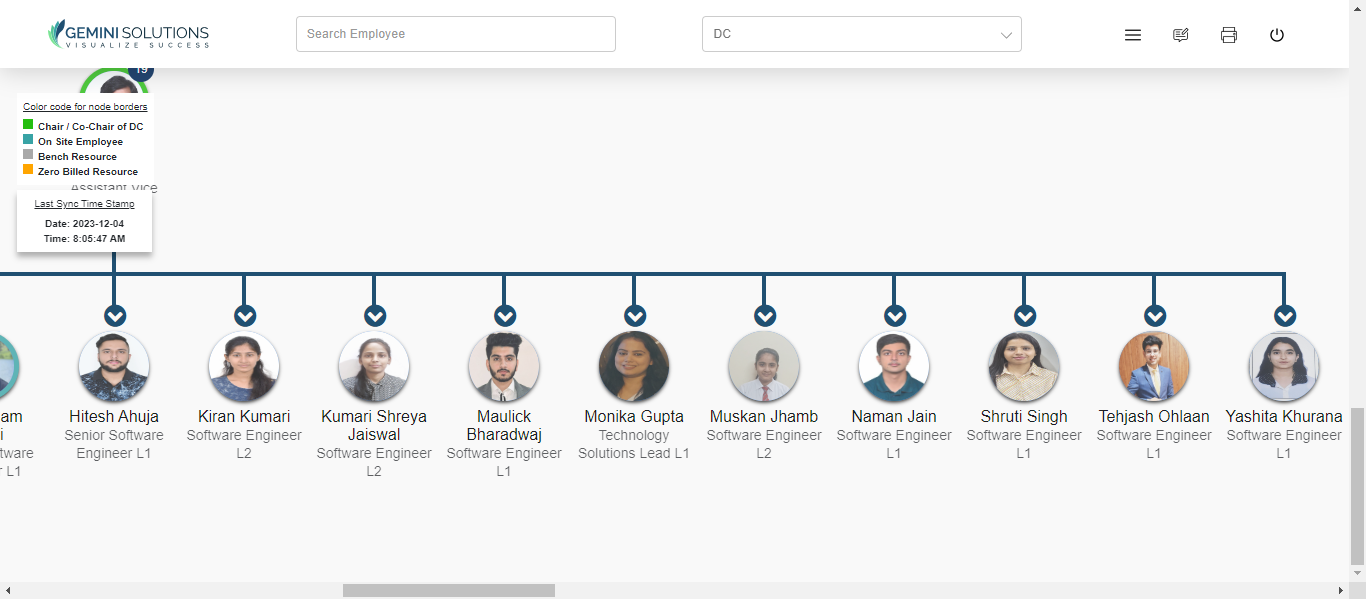 GEMINI SOLUTIONS
VISUALIZE SUCCESS
Search Employee
DC
19
Color code for node borders
Chair / Co-Chair of DC
On Site Employee
Bench Resource
Zero Billed Resource
Assistant Vice
Last Sync Time Stamp
Date: 2023-12-04
Time: 8:05:47 AM
am
i
tware
r L1
Hitesh Ahuja
Senior Software
Engineer L1
Kiran Kumari
Software Engineer
L2
Kumari Shreya
Jaiswal
Software Engineer
L2
Maulick
Bharadwaj
Software Engineer
L1
Monika Gupta
Technology
Solutions Lead L1
Muskan Jhamb
Software Engineer
L2
Naman Jain
Software Engineer
L1
Shruti Singh
Software Engineer
L1
Tehjash Ohlaan
Software Engineer
L1
Yashita Khurana
Software Engineer
L1